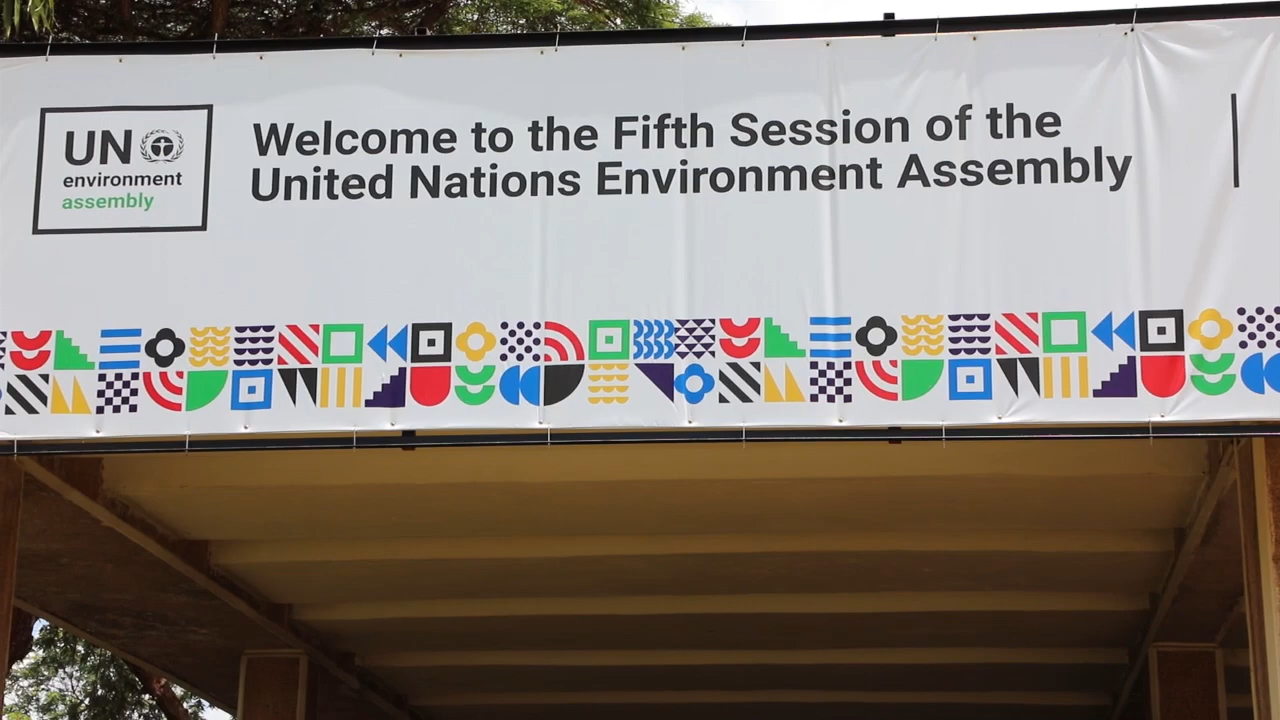 UN
environment
assembly
Welcome to the Fifth Session of the
United Nations Environment Assembly